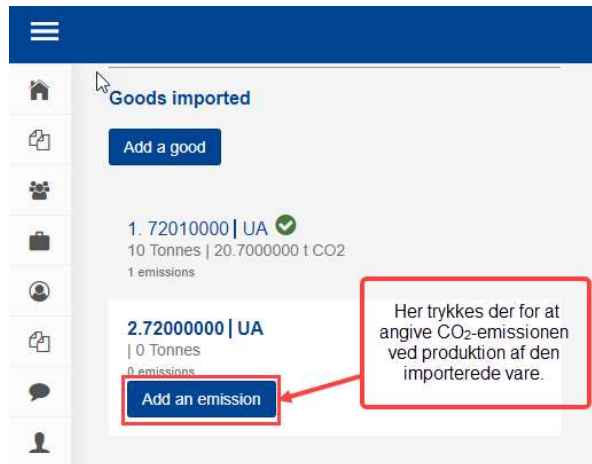 Goods imported
Add a good
1. 72010000 | UA
10 Tonnes | 20.7000000 t CO2
1 emissions
2.72000000 | UA
| 0 Tonnes
0 emissions
Add an emission
Her trykkes der for at
angive CO₂-emissionen
ved produktion af den
importerede vare.